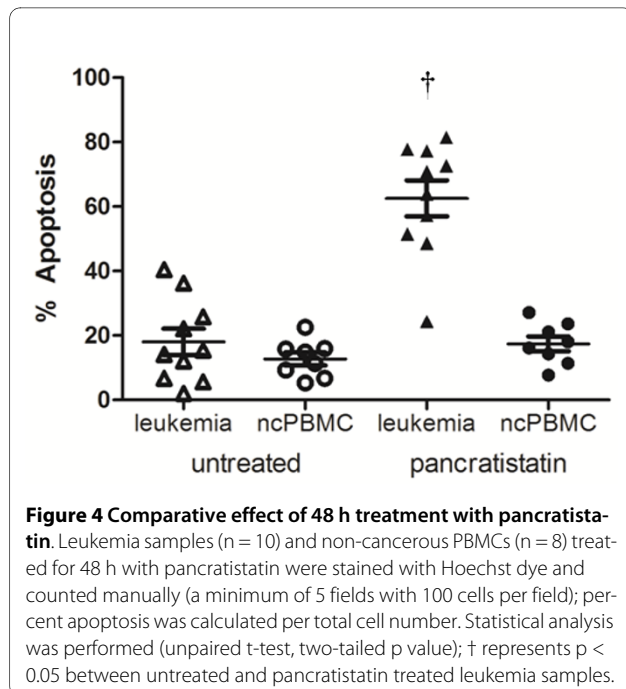 100
80
60
40
20
0
% Apoptosis
†
leukemia ncPBMC leukemia ncPBMC
untreated pancratistatin
Figure 4 Comparative effect of 48 h treatment with pancratista-
tin. Leukemia samples (n = 10) and non-cancerous PBMCs (n = 8) treat-
ed for 48 h with pancratistatin were stained with Hoechst dye and
counted manually (a minimum of 5 fields with 100 cells per field); per-
cent apoptosis was calculated per total cell number. Statistical analysis
was performed (unpaired t-test, two-tailed p value); † represents p <
0.05 between untreated and pancratistatin treated leukemia samples.